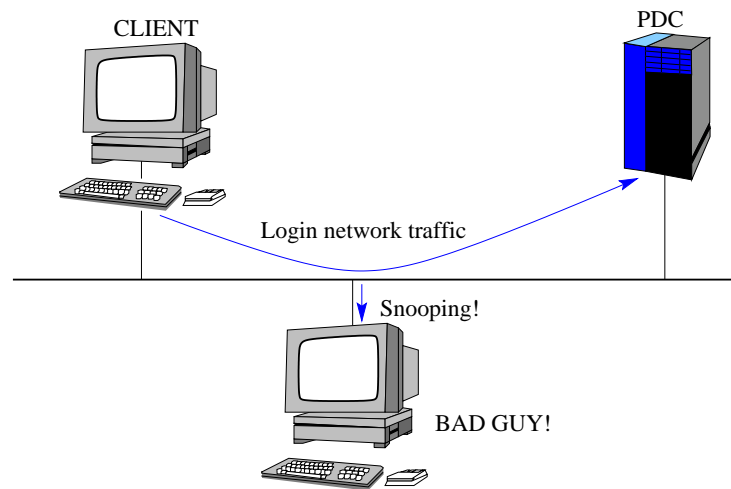 CLIENT
PDC
Login network traffic
Snooping!
BAD GUY!